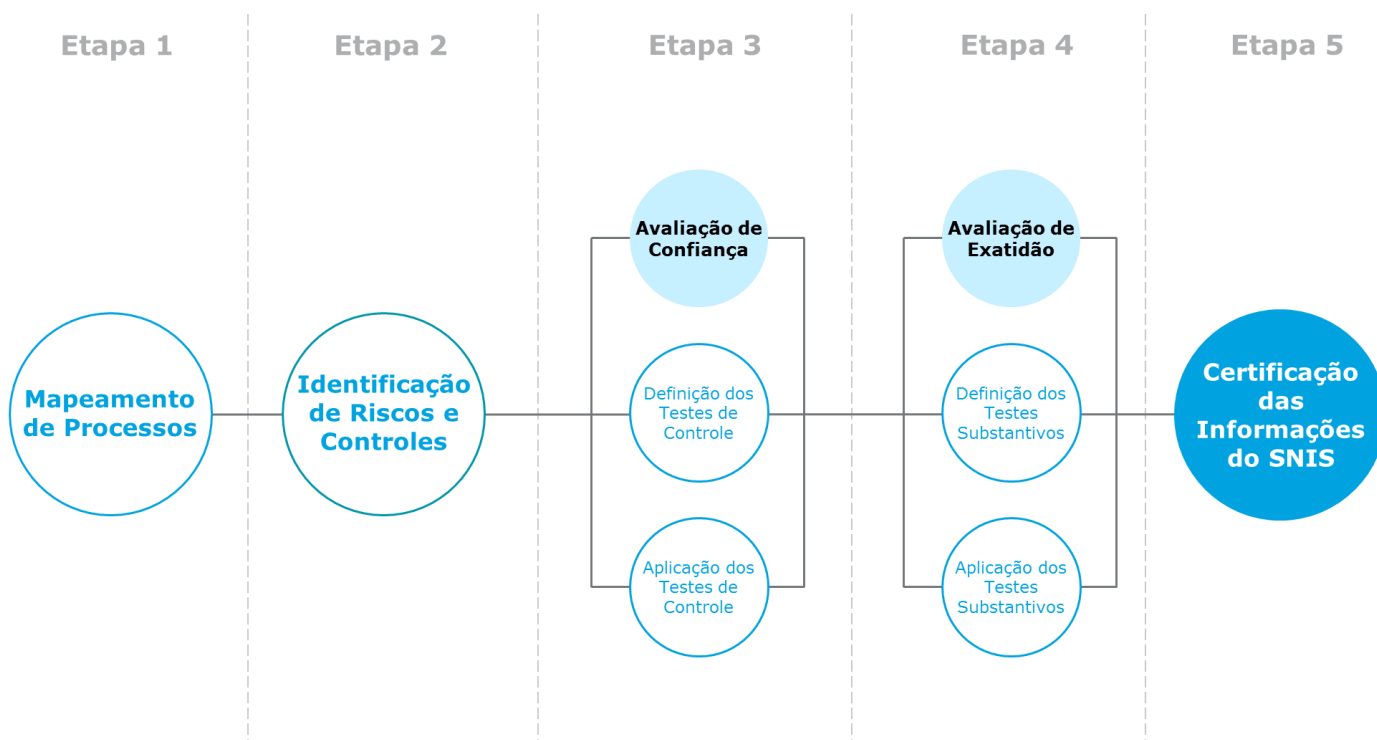 Etapa 1
Etapa 2
Etapa 3
Etapa 4
Etapa 5
Mapeamento
de Processos
Identificação
de Riscos e
Controles
Avaliação de
Confiança
Definição dos
Testes de
Controle
Aplicação dos
Testes de
Controle
Avaliação de
Exatidão
Definição dos
Testes
Substantivos
Aplicação dos
Testes
Substantivos
Certificação
das
Informações
do SNIS